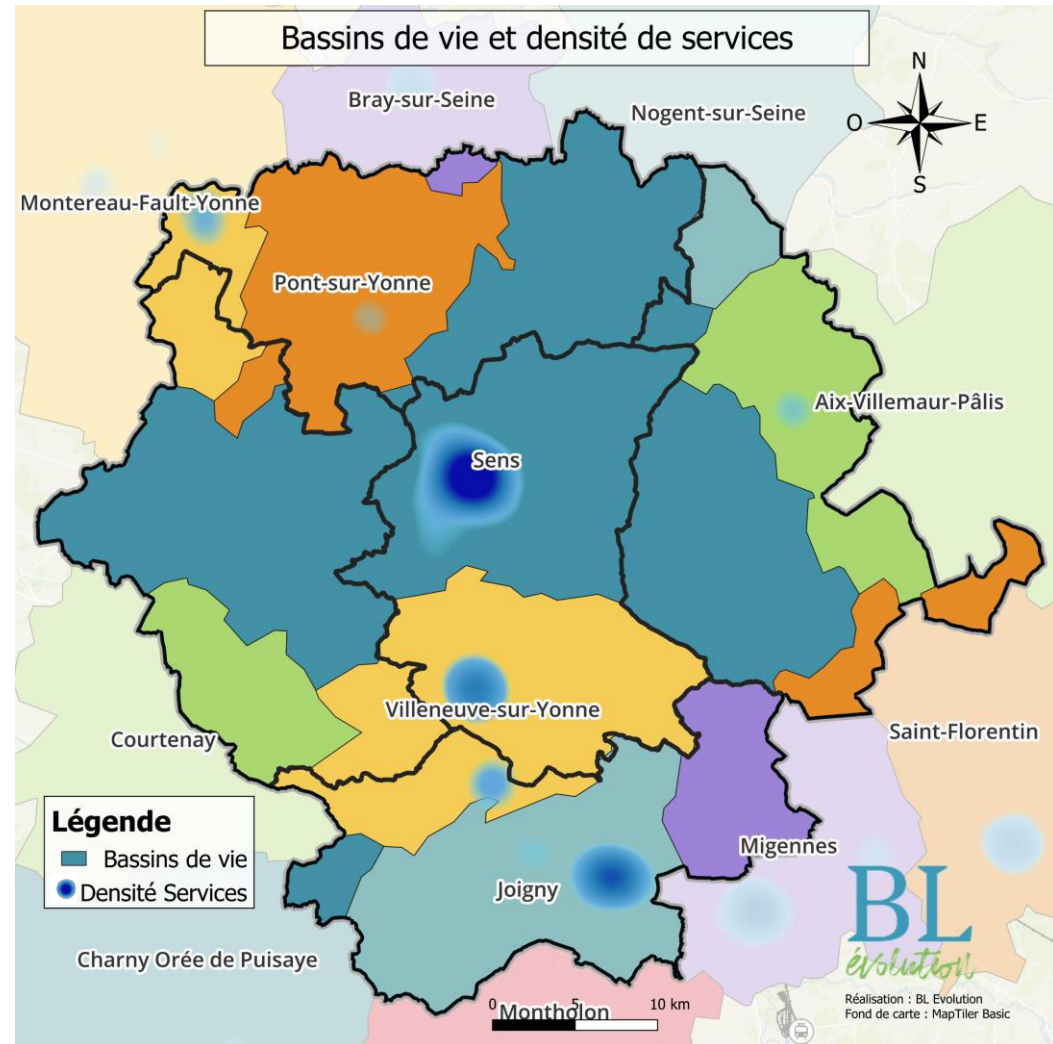 Bassins de vie et densité de services
N
O
E
S
Bray-sur-Seine
Nogent-sur-Seine
Montereau-Fault-Yonne
Pont-sur-Yonne
Aix-Villemaur-Pâlis
Sens
Villeneuve-sur-Yonne
Courtenay
Saint-Florentin
Légende
Bassins de vie
Densité Services
Migennes
Joigny
Charny Orée de Puisaye
Montholon
0 5 10 km
BL
évolution
Réalisation : BL Evolution
Fond de carte : MapTiler Basic